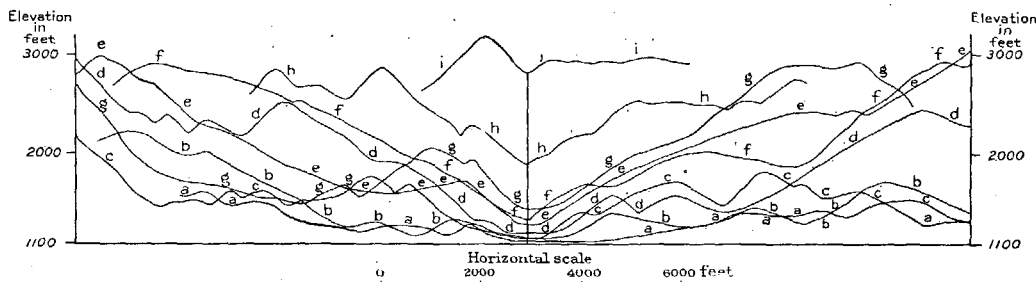 Elevation
in
feet
3000
2000
1100
e
d
g
c
f
e
b
a
g
a
c
h
d
b
g
e
b
f
d
g
e
b
a
i
g
f
e
b
h
d
g
f
d
j
h
f
e
d
i
g
e
d
c
b
h
f
a
g
c
a
b
e
f
d
c
b
a
g
f
e
d
b
c
a
Elevation
in
feet
3000
2000
1100
Horizontal scale
0 2000 4000 6000 feet